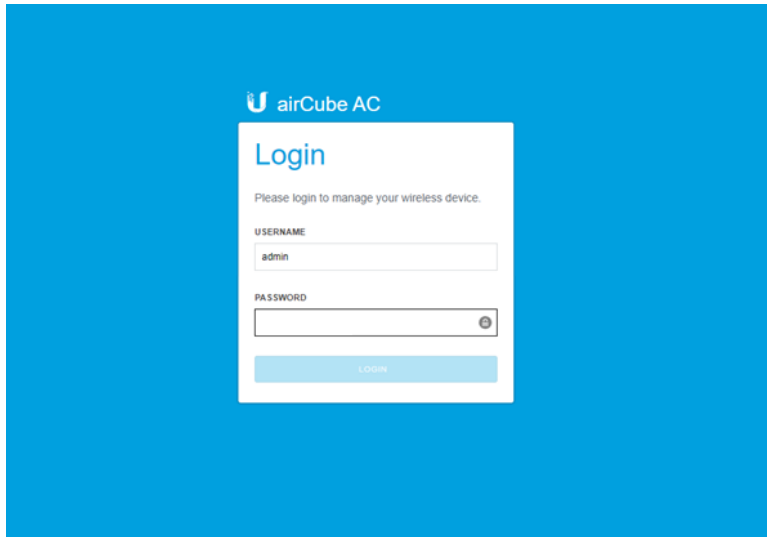 airCube AC
Login
Please login to manage your wireless device.
USERNAME
admin
PASSWORD
LOGIN